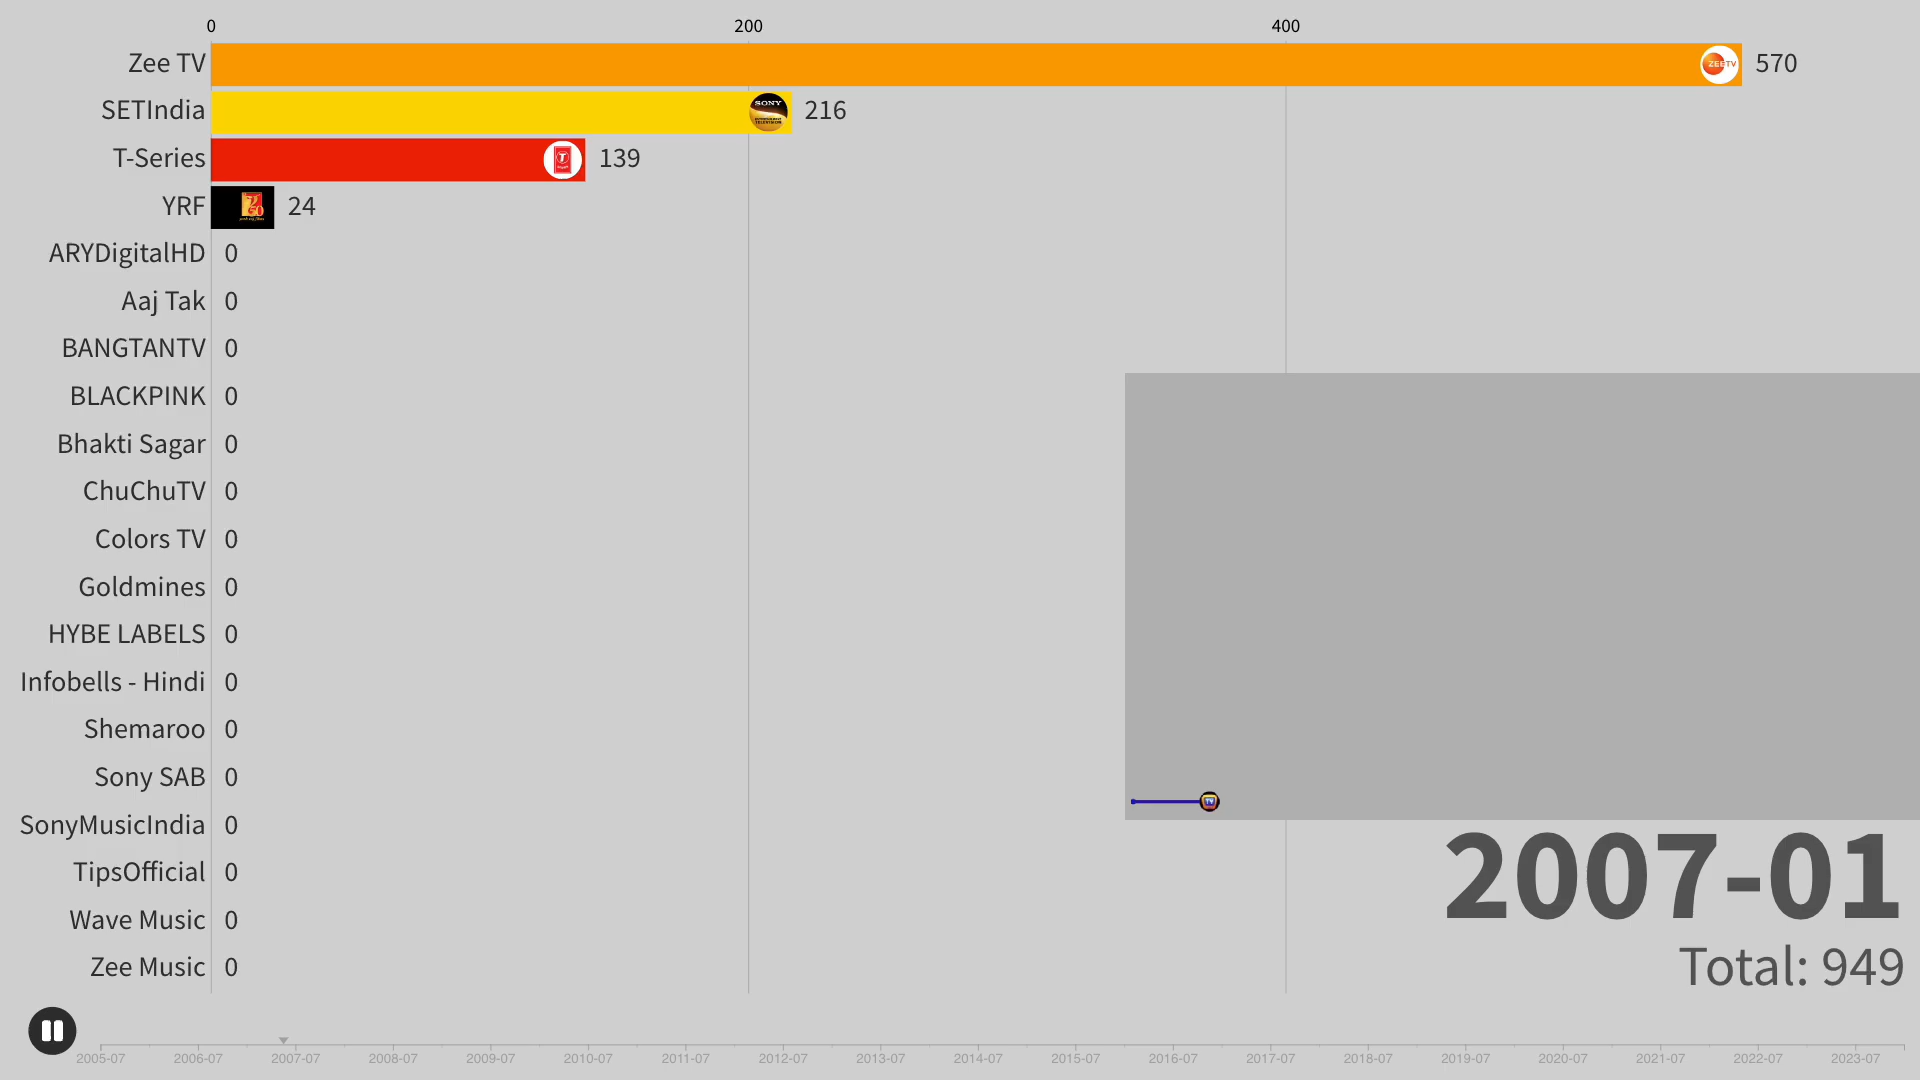 0 200 400
Zee TV ZEETV 570
SETIndia SONY 216
T-Series T 139
YRF 50 24
ARYDigitalHD 0
Aaj Tak 0
BANGTANTV 0
BLACKPINK 0
Bhakti Sagar 0
ChuChuTV 0
Colors TV 0
Goldmines 0
HYBE LABELS 0
Infobells - Hindi 0
Shemaroo 0
Sony SAB 0
TV
SonyMusicIndia 0
TipsOfficial 0
2007-01
Wave Music 0
Zee Music 0
Total: 949
2005-07 2006-07 2007-07 2008-07 2009-07 2010-07 2011-07 2012-07 2013-07 2014-07 2015-07 2016-07 2017-07 2018-07 2019-07 2020-07 2021-07 2022-07 2023-07